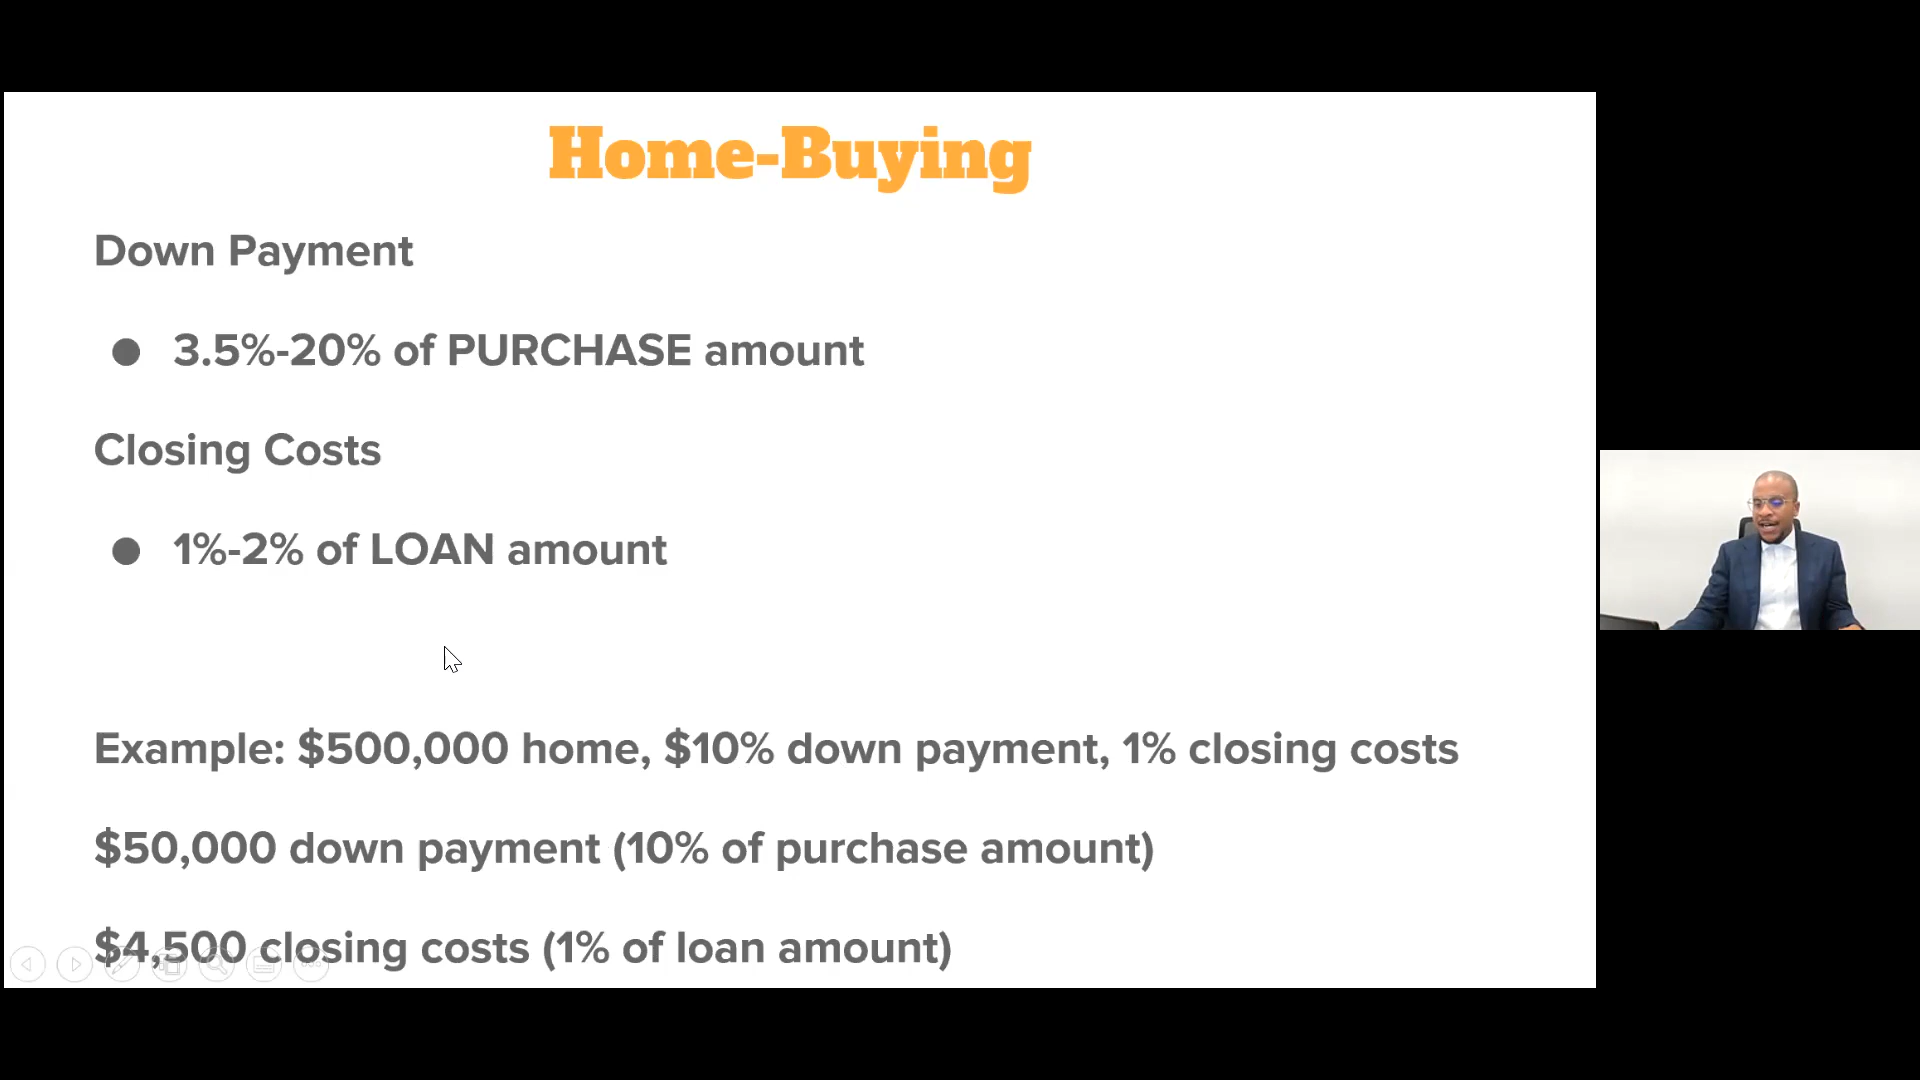 Home-Buying
Down Payment
● 3.5%-20% of PURCHASE amount
Closing Costs
● 1%-2% of LOAN amount
Example: $500,000 home, $10% down payment, 1% closing costs
$50,000 down payment (10% of purchase amount)
$4,500 closing costs (1% of loan amount)